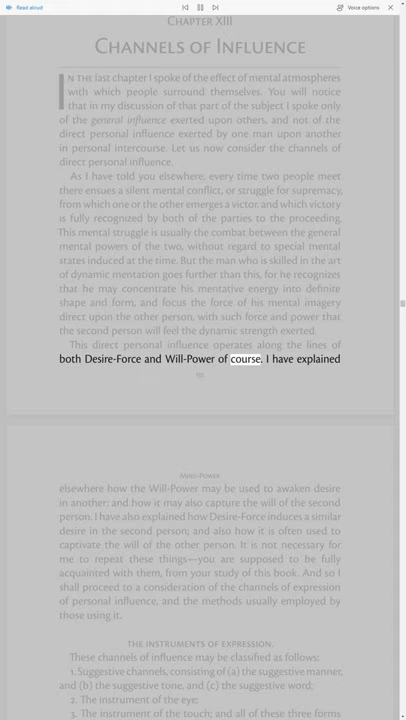 Read aloud
Voice options
CHAPTER XIII
CHANNELS OF INFLUENCE
IN THE last chapter I spoke of the effect of mental atmospheres
with which people surround themselves. You will notice
that in my discussion of that part of the subject I spoke only
of the general influence exerted upon others, and not of the
direct personal influence exerted by one man upon another
in personal intercourse. Let us now consider the channels of
direct personal influence.
As I have told you elsewhere, every time two people meet
there ensues a silent mental conflict, or struggle for supremacy,
from which one or the other emerges a victor, and which victory
is fully recognized by both of the parties to the proceeding.
This mental struggle is usually the combat between the general
mental powers of the two, without regard to special mental
states induced at the time. But the man who is skilled in the art
of dynamic mentation goes further than this, for he recognizes
that he may concentrate his mentative energy into definite
shape and form, and focus the force of his mental imagery
direct upon the other person, with such force and power that
the second person will feel the dynamic strength exerted.
This direct personal influence operates along the lines of
both Desire-Force and Will-Power of course. I have explained
MIND-POWER
elsewhere how the Will-Power may be used to awaken desire
in another: and how it may also capture the will of the second
person. I have also explained how Desire-Force induces a similar
desire in the second person; and also how it is often used to
captivate the will of the other person. It is not necessary for
me to repeat these things—you are supposed to be fully
acquainted with them, from your study of this book. And so I
shall proceed to a consideration of the channels of expression
of personal influence, and the methods usually employed by
those using it.
THE INSTRUMENTS OF EXPRESSION.
These channels of influence may be classified as follows:
1. Suggestive channels, consisting of (a) the suggestive manner,
and (b) the suggestive tone, and (c) the suggestive word;
2. The instrument of the eye;
3. The instrument of the touch; and all of these three forms